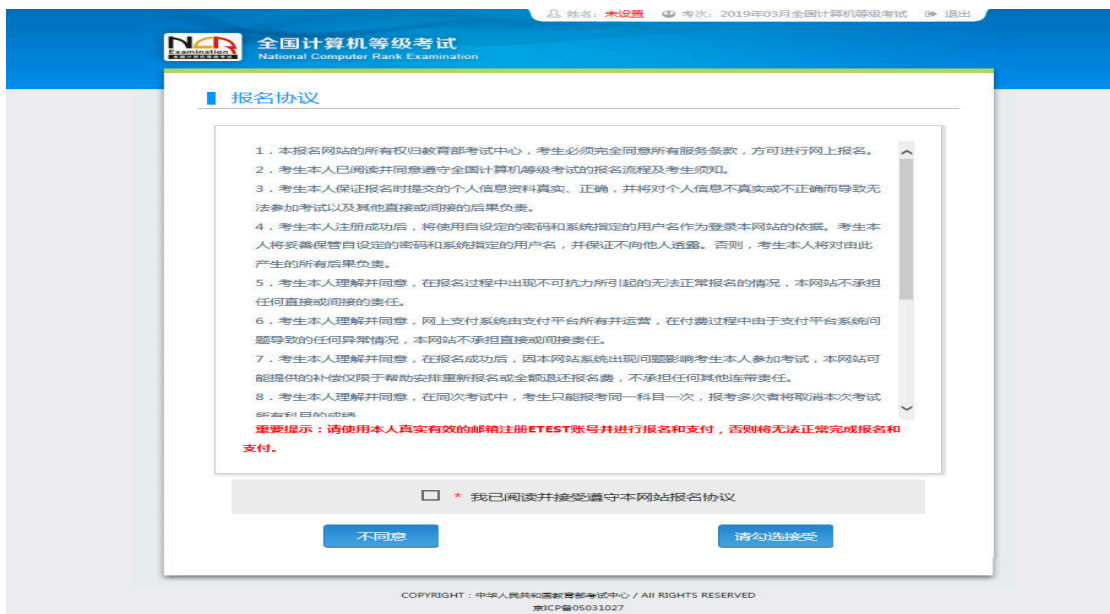 姓名：未设置 考次：2019年03月全国计算机等级考试 退出
NCR
Examination
全国计算机等级考试
National Computer Rank Examination
报名协议
1．本报名网站的所有权归教育部考试中心，考生必须完全同意所有服务条款，方可进行网上报名。
2．考生本人已阅读并同意遵守全国计算机等级考试的报名流程及考生须知。
3．考生本人保证报名时提交的个人信息资料真实、正确，并将对个人信息不真实或不正确而导致无
法参加考试以及其他直接或间接的后果负责。
4．考生本人注册成功后，将使用自设定的密码和系统指定的用户名作为登录本网站的依据。考生本
人将妥善保管自设定的密码和系统指定的用户名，并保证不向他人透露。否则，考生本人将对由此
产生的所有后果负责。
5．考生本人理解并同意，在报名过程中出现不可抗力所引起的无法正常报名的情况，本网站不承担
任何直接或间接的责任。
6．考生本人理解并同意，网上支付系统由支付平台所有并运营，在付费过程中由于支付平台系统问
题导致的任何异常情况，本网站不承担直接或间接责任。
7．考生本人理解并同意，在报名成功后，因本网站系统出现问题影响考生本人参加考试，本网站可
能提供的补偿仅限于帮助安排重新报名或全额退还报名费，不承担任何其他连带责任。
8．考生本人理解并同意，在同次考试中，考生只能报考同一科目一次，报考多次者将取消本次考试
所有科目的成绩
重要提示：请使用本人真实有效的邮箱注册ETEST账号并进行报名和支付，否则将无法正常完成报名和
支付。
* 我已阅读并接受遵守本网站报名协议
不同意 请勾选接受
COPYRIGHT：中华人民共和国教育部考试中心 / All RIGHTS RESERVED
京ICP备05031027